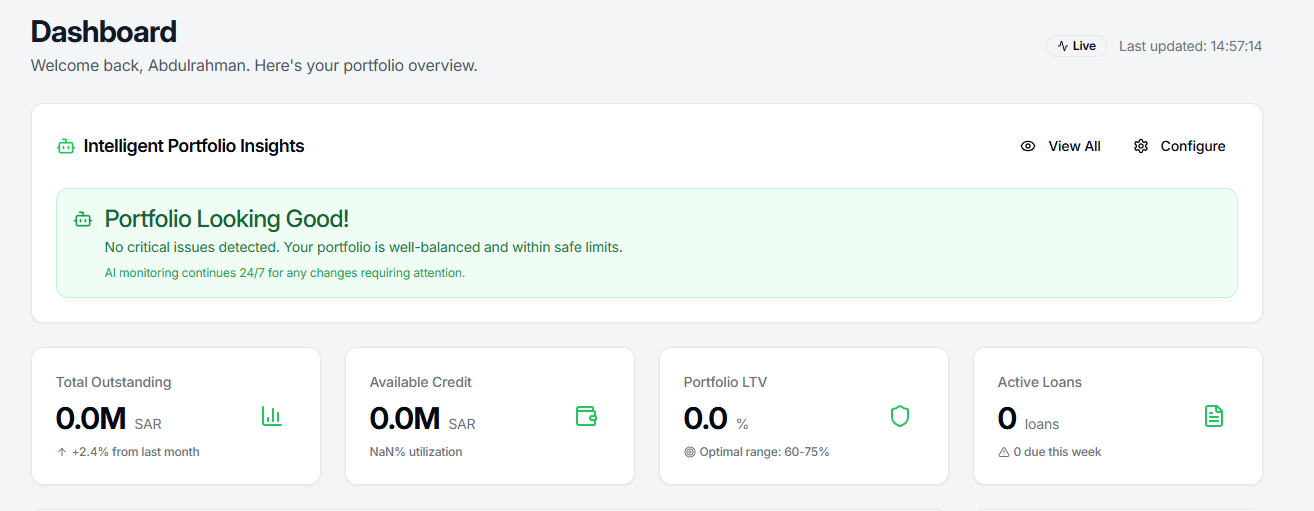 Dashboard
Welcome back, Abdulrahman. Here's your portfolio overview.
Live
Last updated: 14:57:14
Intelligent Portfolio Insights
View All
Configure
Portfolio Looking Good!
No critical issues detected. Your portfolio is well-balanced and within safe limits.
AI monitoring continues 24/7 for any changes requiring attention.
Total Outstanding
0.0M SAR
+2.4% from last month
Available Credit
0.0M SAR
NaN% utilization
Portfolio LTV
0.0 %
Optimal range: 60-75%
Active Loans
0 loans
0 due this week